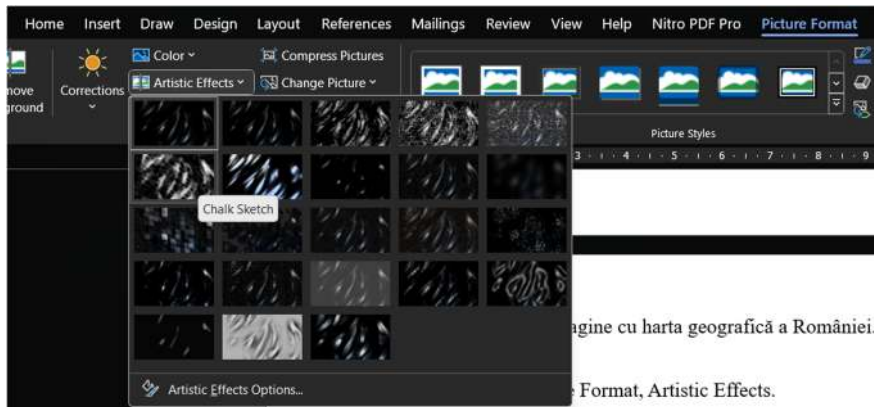 Home Insert Draw Design Layout References Mailings Review View Help Nitro PDF Pro Picture Format
Color Compress Pictures
move Corrections Artistic Effects Change Picture
ground
Picture Styles
3 4 5 6 7 8 9
Chalk Sketch
agine cu harta geografică a României.
Artistic Effects Options...
Format, Artistic Effects.